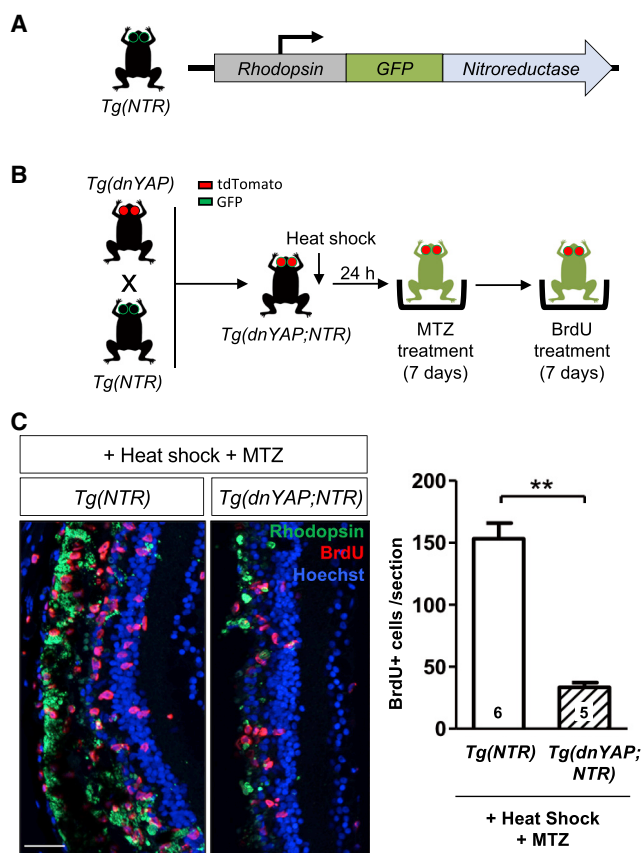 A
Tg(NTR)
Rhodopsin GFP Nitroreductase
B
Tg(dnYAP)
tdTomato
GFP
X
Tg(NTR)
Heat shock
24 h
Tg(dnYAP;NTR)
MTZ
treatment
(7 days)
BrdU
treatment
(7 days)
C
+ Heat shock + MTZ
Tg(NTR)
Tg(dnYAP;NTR)
Rhodopsin
BrdU
Hoechst
BrdU+ cells /section
200
150
100
50
0
**
6
5
Tg(NTR)
Tg(dnYAP;
NTR)
+ Heat Shock
+ MTZ